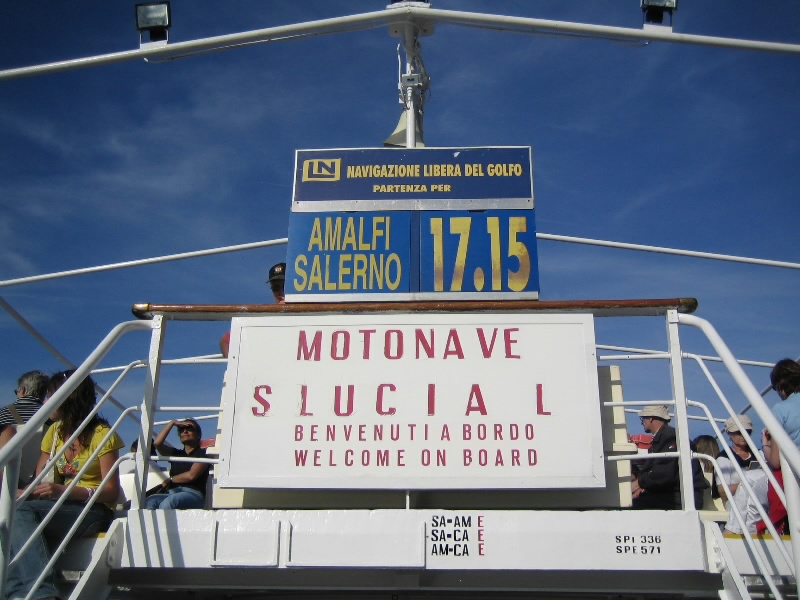 LN NAVIGAZIONE LIBERA DEL GOLFO
PARTENZA PER
AMALFI
SALERNO
17.15
MOTONAVE
S LUCIA L
BENVENUTI A BORDO
WELCOME ON BOARD
SA-AM E
SA-CA E
AM-CA E
SPI 336
SPE 571